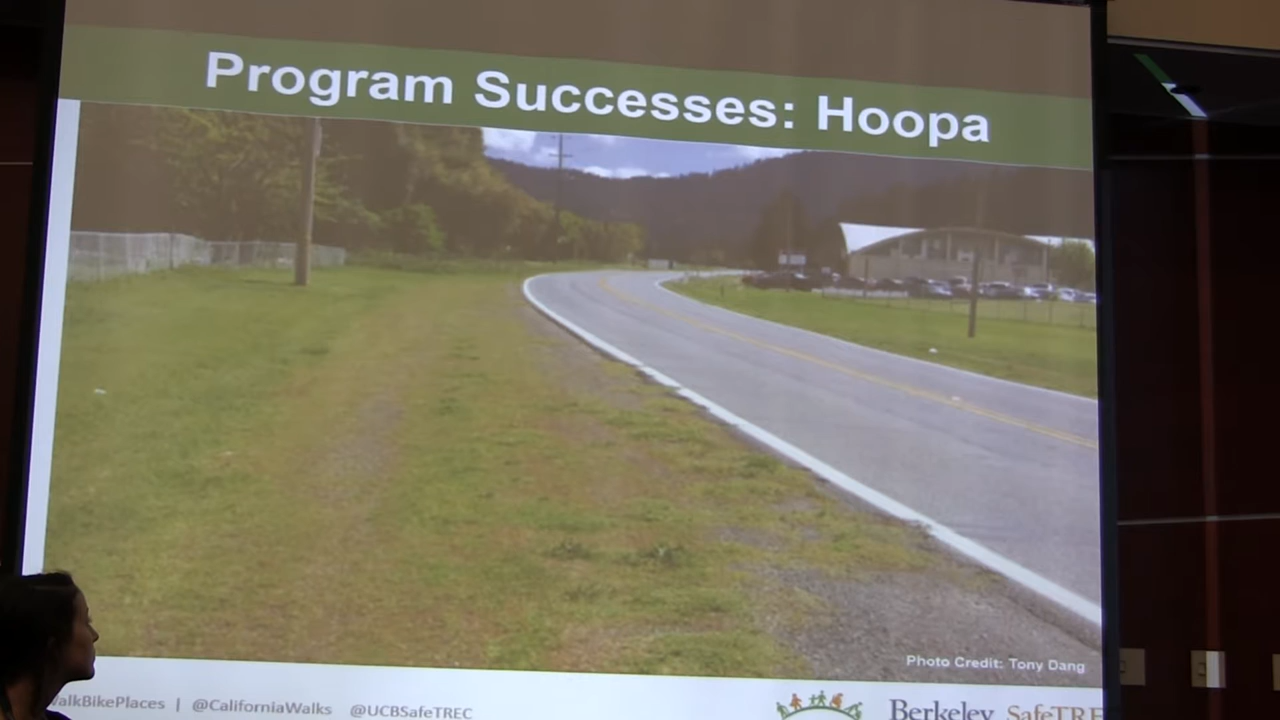 Program Successes: Hoopa
Photo Credit: Tony Dang
alkBikePlaces | @CaliforniaWalks @UCBSafeTREC
Berkeley SafeTRE